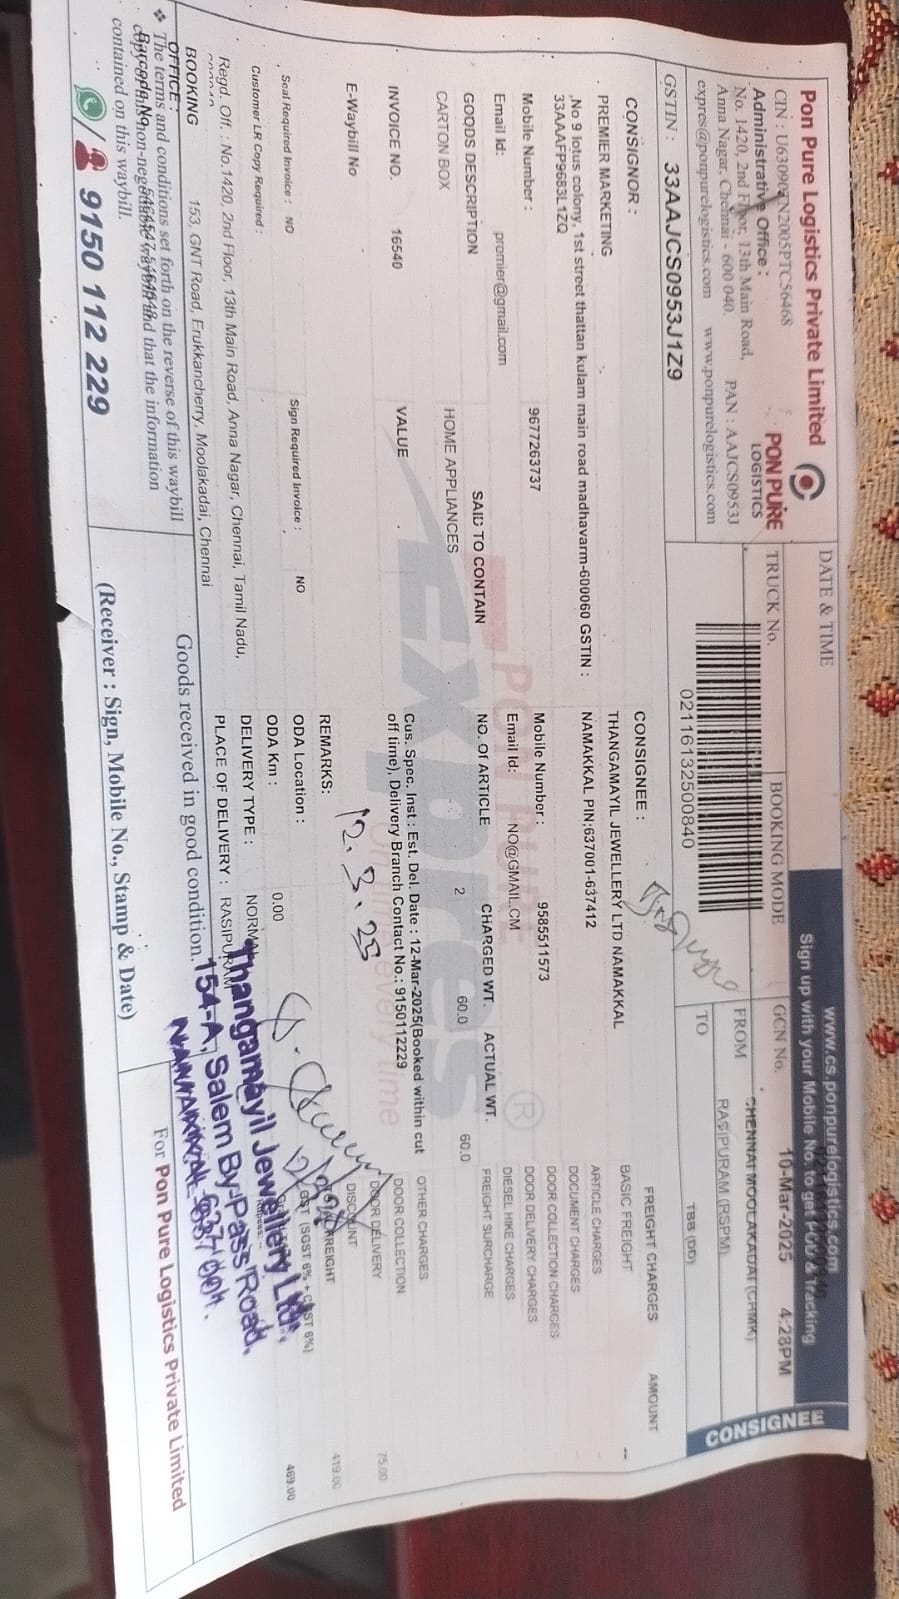 Pon Pure Logistics Private Limited
CIN : U63090TN2005PTC56468
Administrative Office :
No. 1420, 2nd Floor, 13th Main Road,
Anna Nagar, Chennai - 600 040.
PAN : AAJCS0953J
expres@ponpurelogistics.com www.ponpurelogistics.com
GSTIN : 33AAJCS0953J1Z9
PON PURE
LOGISTICS
DATE & TIME
TRUCK No.
BOOKING MODE
02116132500840
www.cs.ponpurelogistics.com
Sign up with your Mobile No. to get POD & Tracking
GCN No.
10-Mar-2025 4:28PM
FROM
CHENNAI MOOLAKADAI (CHMK)
TO
RASIPURAM (RSPM)
TBB (DD)
CONSIGNEE
CONSIGNOR :
PREMIER MARKETING
No 9 lotus colony, 1st street thattan kulam main road madhavarm-600060 GSTIN :
33AAAFP9683L1ZQ
Mobile Number : 9677263737
Email Id: promier@gmail.com
GOODS DESCRIPTION SAID TO CONTAIN
CARTON BOX HOME APPLIANCES
INVOICE NO. 16540 VALUE
E-Waybill No
Seal Required Invoice : NO Sign Required Invoice : NO
Customer LR Copy Required :
CONSIGNEE :
THANGAMAYIL JEWELLERY LTD NAMAKKAL
NAMAKKAL PIN;637001-637412
Mobile Number : 9585511573
Email Id: NO@GMAIL.CM
NO. Of ARTICLE CHARGED WT. ACTUAL WT.
2 60.0 60.0
Cus. Spec. Inst : Est. Del. Date : 12-Mar-2025(Booked within cut
off time), Delivery Branch Contact No.: 9150112229
REMARKS:
12.3.25
ODA Location :
ODA Km : 0.00
DELIVERY TYPE : NORMAL
PLACE OF DELIVERY : RASIPURAM
PON PURE
Expres
FREIGHT CHARGES AMOUNT
BASIC FREIGHT --
ARTICLE CHARGES
DOCUMENT CHARGES
DOOR COLLECTION CHARGES
DOOR DELIVERY CHARGES
DIESEL HIKE CHARGES
FREIGHT SURCHARGE
OTHER CHARGES
DOOR COLLECTION
DOOR DELIVERY 75.00
DISCOUNT
FREIGHT 419.00
GST (SGST 6% + CGST 6%)
469.00
Thangamayil Jewellery Ltd.,
154-A, Salem By-Pass Road,
NAMAKKAL - 637 001.
Regd. Off. : No.1420, 2nd Floor, 13th Main Road, Anna Nagar, Chennai, Tamil Nadu,
BOOKING
OFFICE : 153, GNT Road, Erukkancherry, Moolakadai, Chennai
❖ The terms and conditions set forth on the reverse of this waybill
contained on this waybill.
9150 112 229
Goods received in good condition.
(Receiver : Sign, Mobile No., Stamp & Date)
For Pon Pure Logistics Private Limited